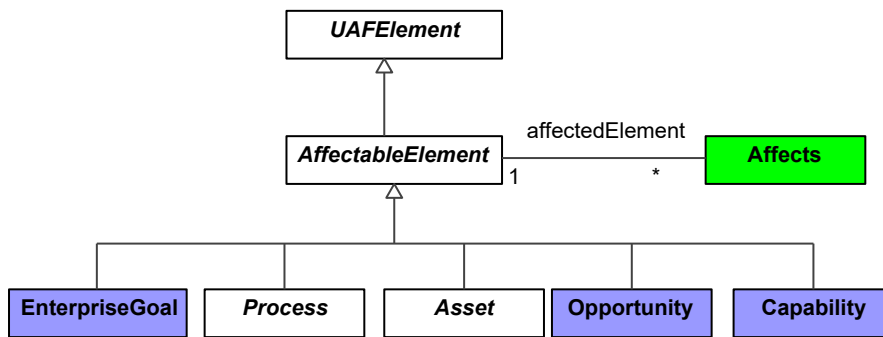 UAFElement
affectedElement
AffectableElement
Affects
1
*
EnterpriseGoal
Process
Asset
Opportunity
Capability